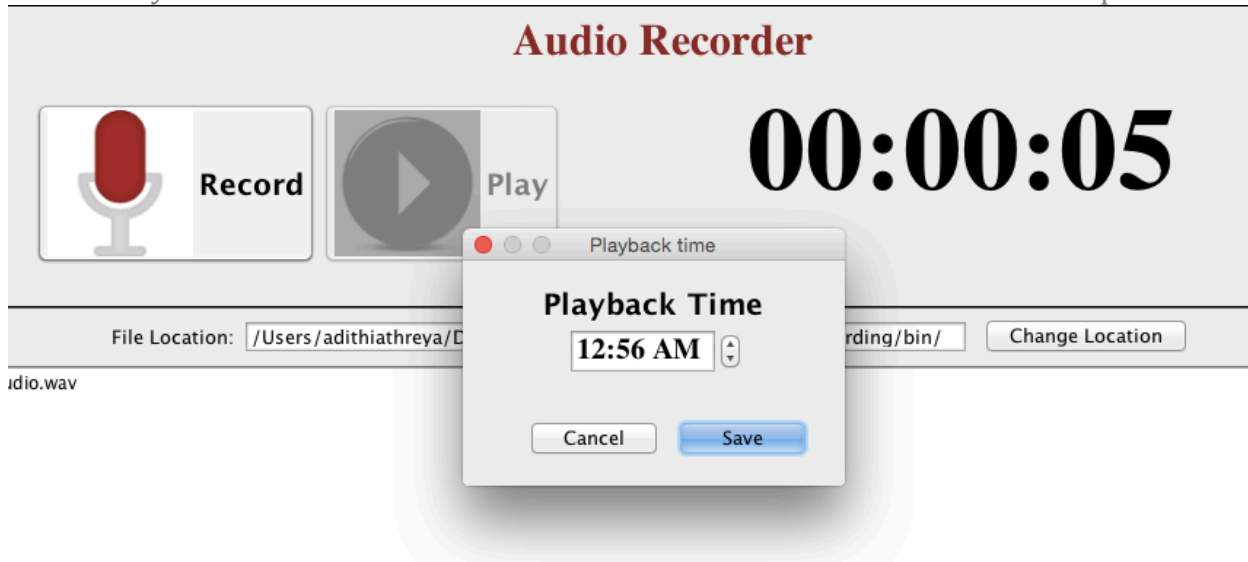 Audio Recorder
Record
Play
00:00:05
Playback time
Playback Time
12:56 AM
File Location: /Users/adithiathreya/D rding/bin/ Change Location
udio.wav
Cancel Save